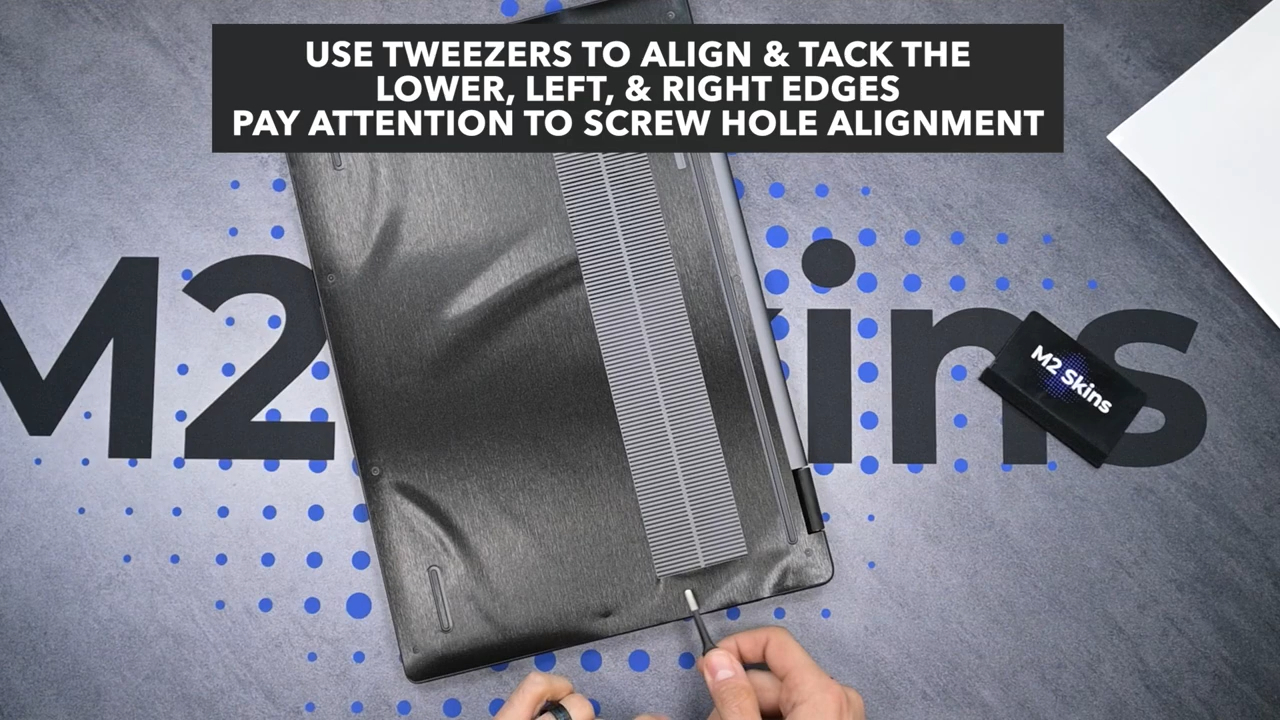 USE TWEEZERS TO ALIGN & TACK THE
LOWER, LEFT, & RIGHT EDGES
PAY ATTENTION TO SCREW HOLE ALIGNMENT
M2 Skins
M2 Skins